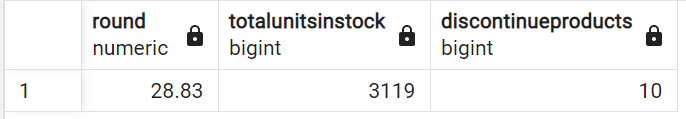 round totalunitsinstock discontinueproducts
numeric bigint bigint
1 28.83 3119 10